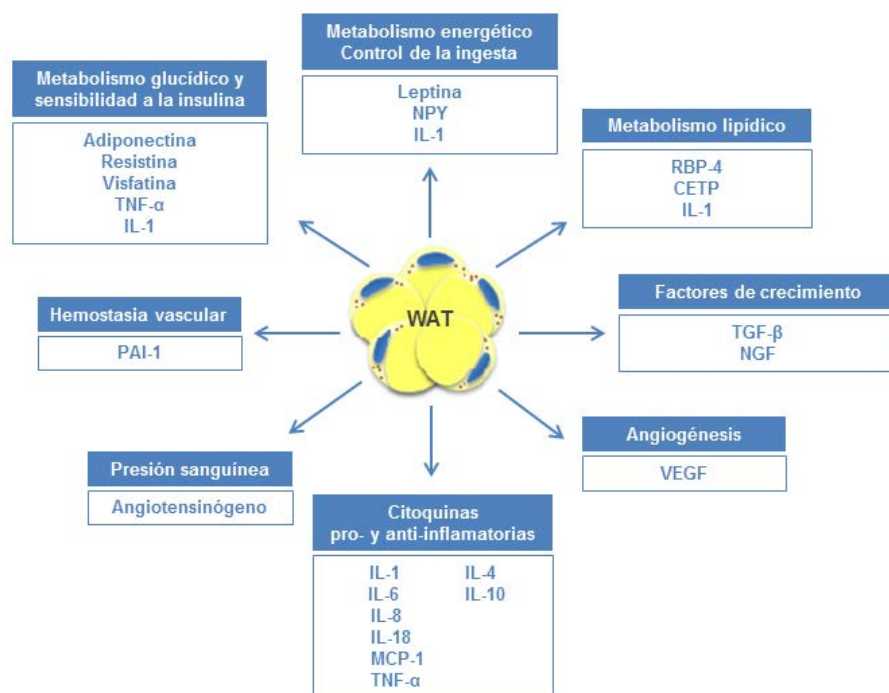 Metabolismo energético
Control de la ingesta
Leptina
NPY
IL-1
Metabolismo glucídico y
sensibilidad a la insulina
Adiponectina
Resistina
Visfatina
TNF-α
IL-1
Metabolismo lipídico
RBP-4
CETP
IL-1
WAT
Factores de crecimiento
TGF-β
NGF
Hemostasia vascular
PAI-1
Angiogénesis
VEGF
Presión sanguínea
Angiotensinógeno
Citoquinas
pro- y anti-inflamatorias
IL-1 IL-4
IL-6 IL-10
IL-8
IL-18
MCP-1
TNF-α